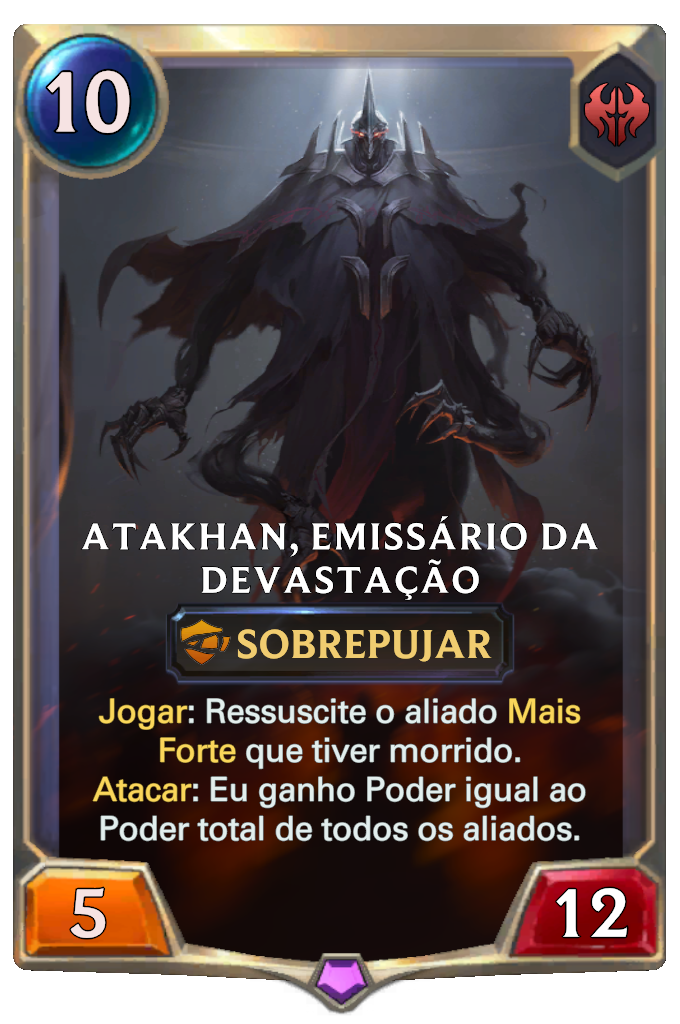 10
ATAKHAN, EMISSÁRIO DA
DEVASTAÇÃO
SOBREPUJAR
Jogar: Ressuscite o aliado Mais
Forte que tiver morrido.
Atacar: Eu ganho Poder igual ao
Poder total de todos os aliados.
5
12